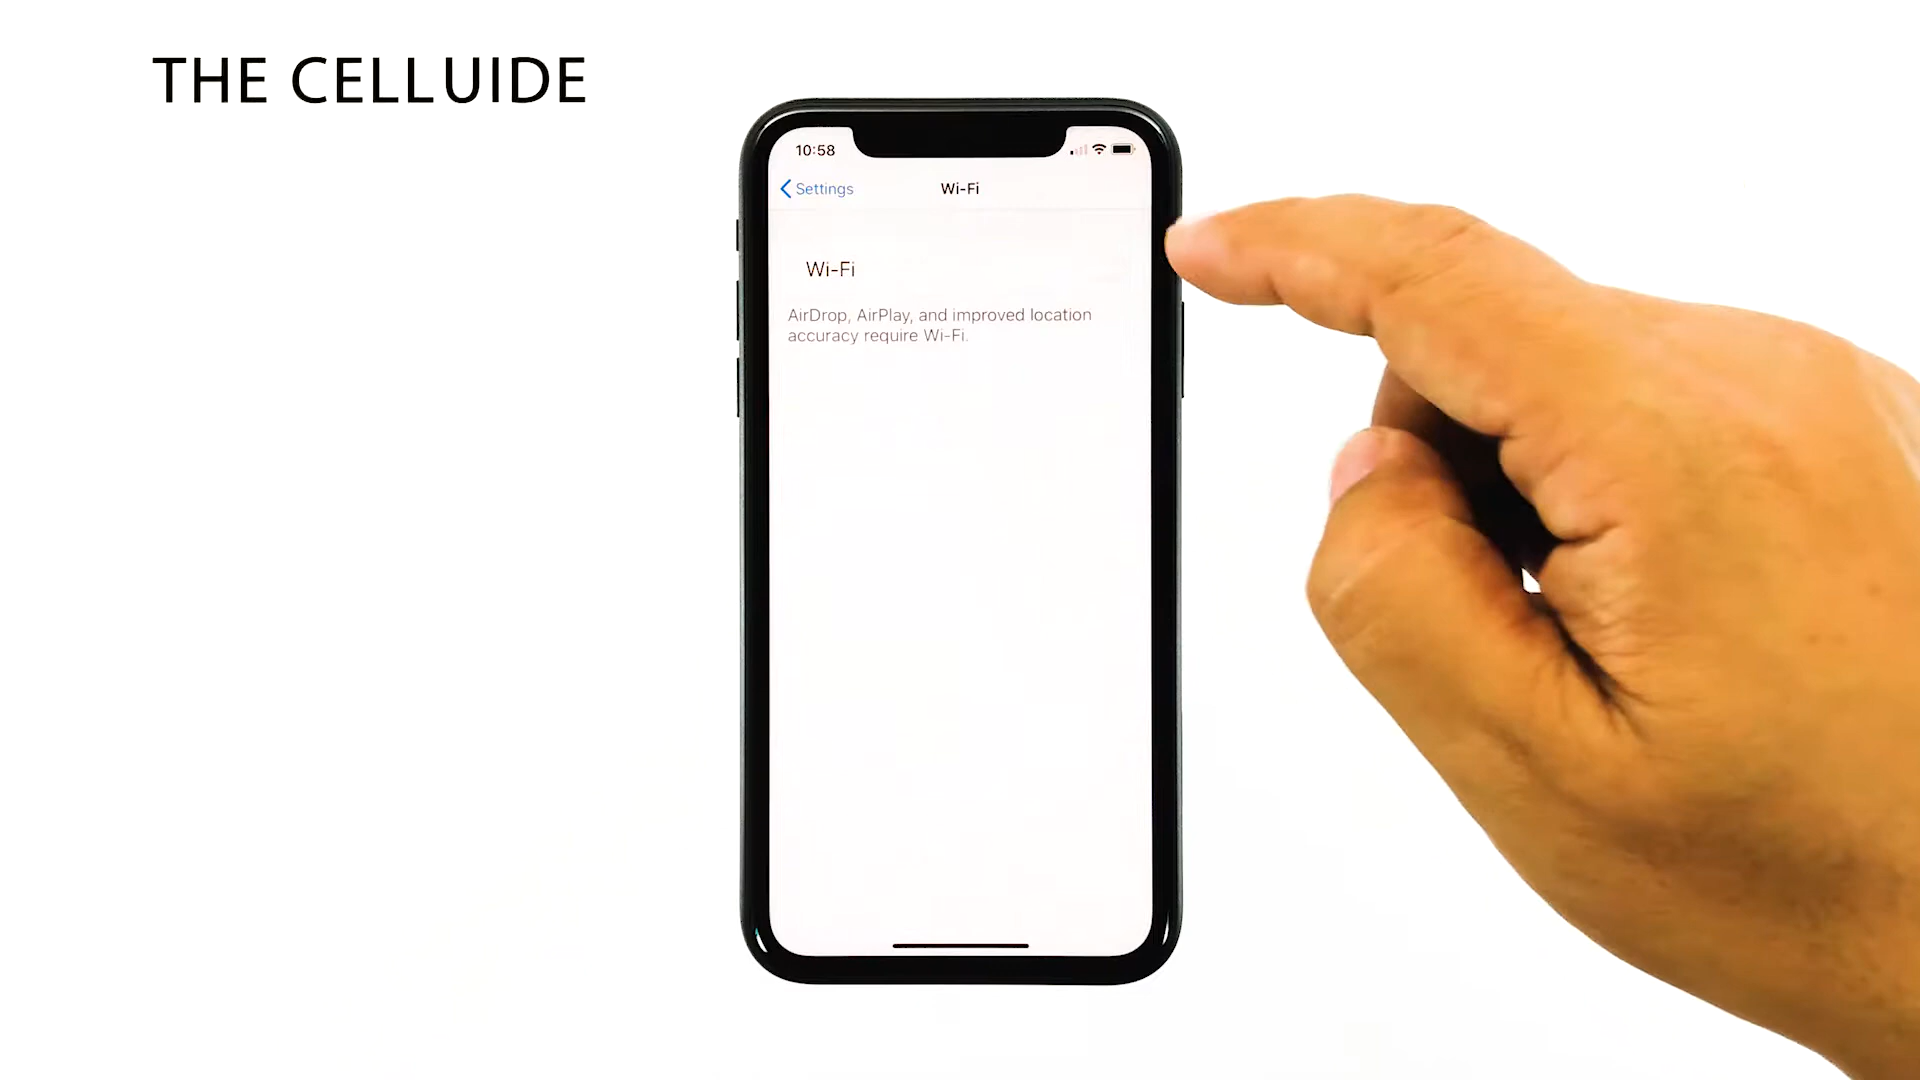 THE CELLUIDE
10:58
Settings
Wi-Fi
Wi-Fi
AirDrop, AirPlay, and improved location
accuracy require Wi-Fi.